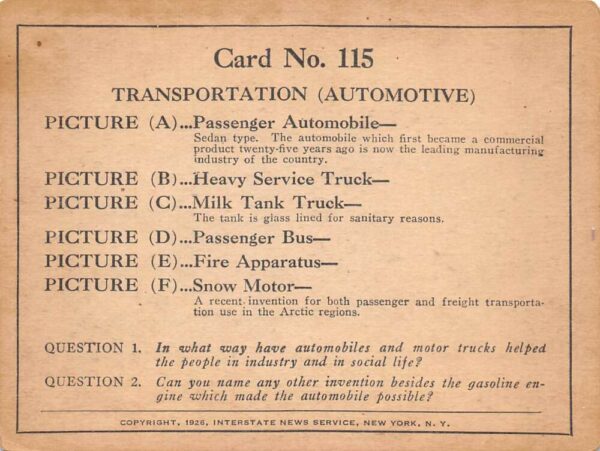 Card No. 115
TRANSPORTATION (AUTOMOTIVE)
PICTURE (A)...Passenger Automobile—
Sedan type. The automobile which first became a commercial
product twenty-five years ago is now the leading manufacturing
industry of the country.
PICTURE (B)...Heavy Service Truck—
PICTURE (C)...Milk Tank Truck—
The tank is glass lined for sanitary reasons.
PICTURE (D)...Passenger Bus—
PICTURE (E)...Fire Apparatus—
PICTURE (F)...Snow Motor—
A recent invention for both passenger and freight transporta-
tion use in the Arctic regions.
QUESTION 1. In what way have automobiles and motor trucks helped
the people in industry and in social life?
QUESTION 2. Can you name any other invention besides the gasoline en-
gine which made the automobile possible?
COPYRIGHT, 1926, INTERSTATE NEWS SERVICE, NEW YORK, N. Y.